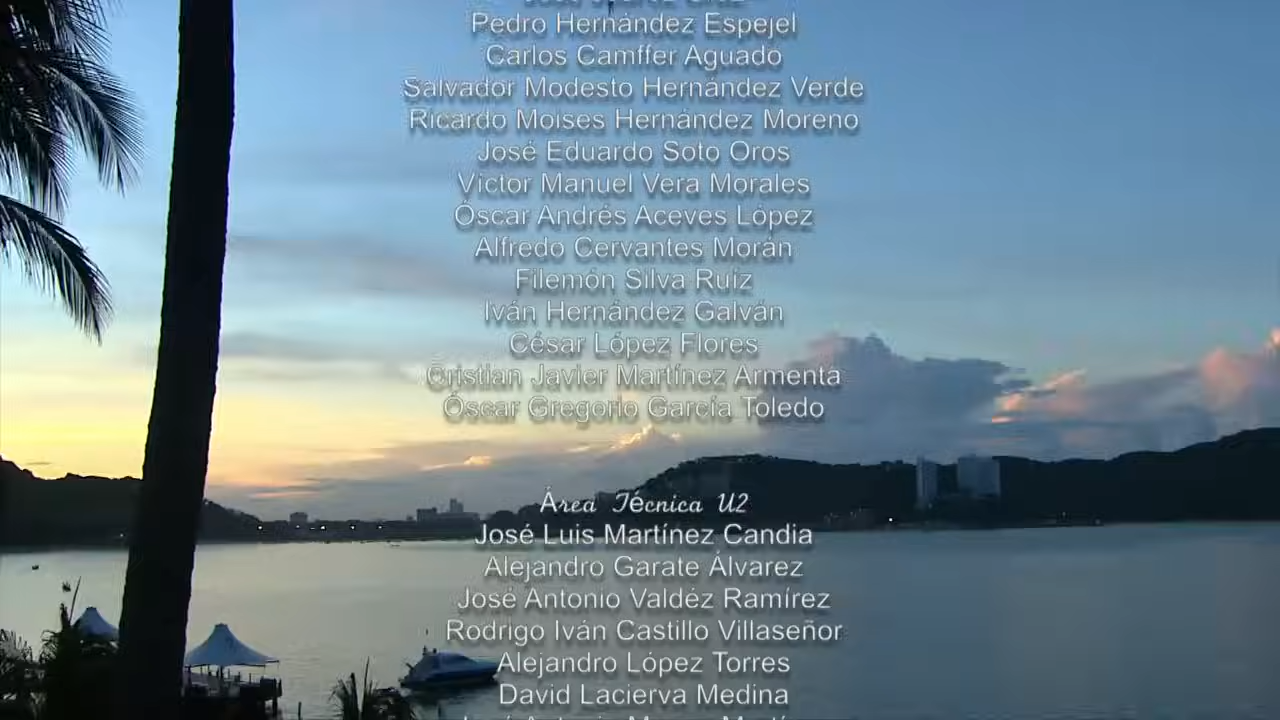 Pedro Hernández Espejel
Carlos Camffer Aguado
Salvador Modesto Hernández Verde
Ricardo Moises Hernández Moreno
José Eduardo Soto Oros
Víctor Manuel Vera Morales
Óscar Andrés Aceves López
Alfredo Cervantes Morán
Filemón Silva Ruíz
Iván Hernández Galván
César López Flores
Cristian Javier Martínez Armenta
Óscar Gregorio García Toledo
Área Técnica U2
José Luis Martínez Candia
Alejandro Garate Álvarez
José Antonio Valdéz Ramírez
Rodrigo Iván Castillo Villaseñor
Alejandro López Torres
David Lacierva Medina